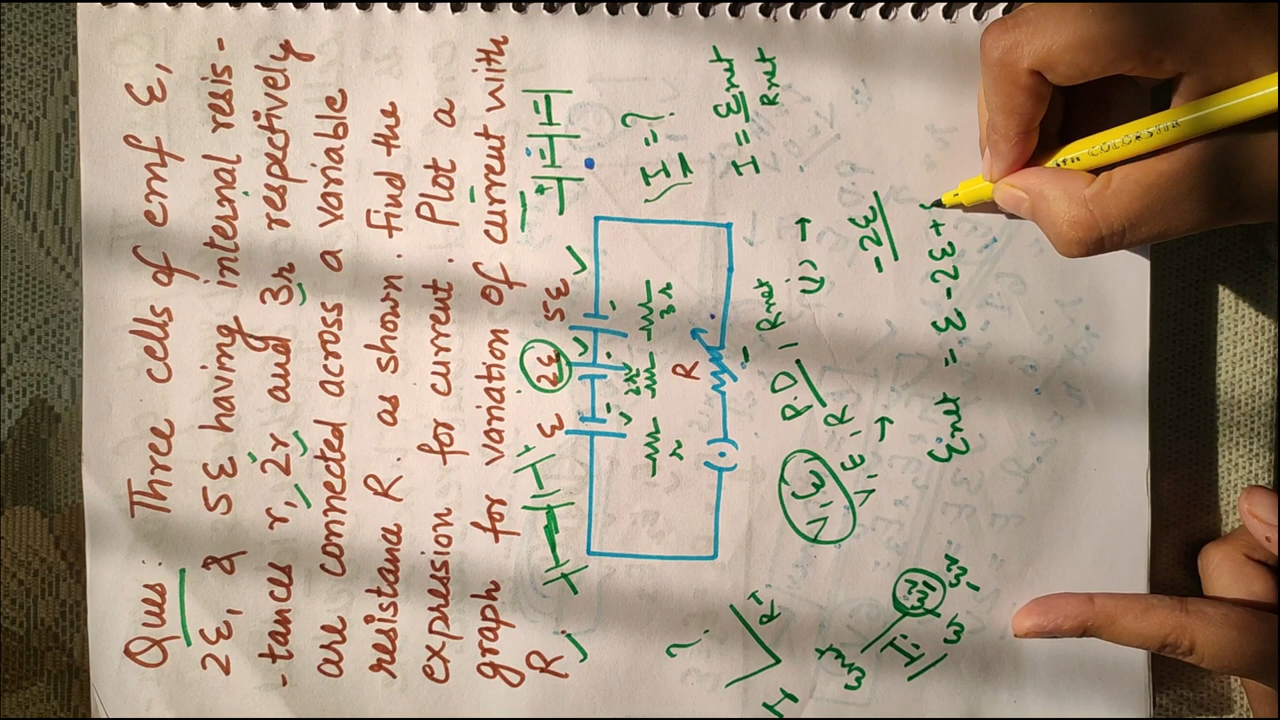 Ques: Three cells of emf ε,
2ε, & 5ε having internal resis-
-tances r, 2r and 3r respectively
are connected across a variable
resistance R. as shown. find the
expression for current. Plot a
graph for variation of current with
R
ε 2ε 5ε
r 2r 3r
R
(I = ?
I = εnet
Rnet
P.D | Rnet
V, E, R
(i) →
-2ε
εnet = ε - 2ε +
?
COLORSTIX